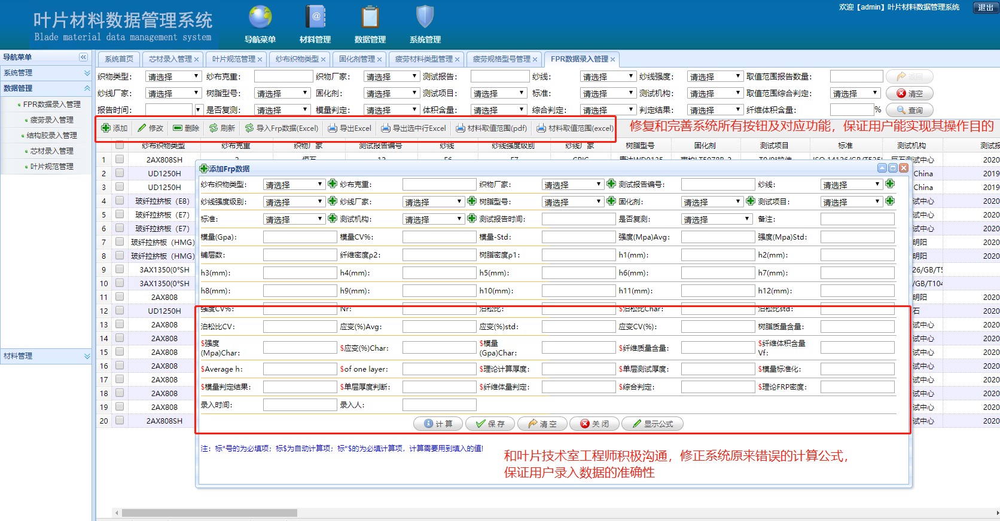 叶片材料数据管理系统
Blade material data management system
导航菜单 材料管理 数据管理 系统管理
欢迎【admin】叶片材料数据管理系统 退出
导航菜单
系统管理
数据管理
FPR数据录入管理
疲劳录入管理
结构胶录入管理
芯材录入管理
叶片规范管理
材料管理
系统首页 芯材录入管理 叶片规范管理 纱布织物类型 固化剂管理 疲劳材料类型管理 疲劳规格型号管理 FPR数据录入管理
织物类型: 请选择 纱布克重: 织物厂家: 请选择 测试报告: 纱线: 请选择 纱线强度: 请选择 取值范围报告数量: 返回
纱线厂家: 请选择 树脂型号: 请选择 固化剂: 请选择 测试项目: 请选择 标准: 请选择 测试机构: 请选择 取值范围综合判定: 请选择 清空
报告时间: 是否复测: 请选择 模量判定: 请选择 体积含量: 请选择 综合判定: 请选择 判定结果: 请选择 纤维体积含量: % 查询
添加 修改 删除 刷新 导入Frp数据(Excel) 导出Excel 导出选中行Excel 材料取值范围(pdf) 材料取值范围(excel)
修复和完善系统所有按钮及对应功能，保证用户能实现其操作目的
纱布织物类型 纱布克重 织物厂家 测试报告编号 纱线 纱线强度级别 纱线厂家 树脂型号 固化剂 测试项目 标准 测试机构 测试报
1 2AX808SH 2 恒石 12 E6 E7 CPIC 康达WD0135 惠柏LT5078B-3 T0/0°拉伸 ISO 14126/GB/T525 巨石测试中心 2020
2 UD1250H China 2019
3 UD1250H China
4 玻纤拉挤板（E8） 试中心 2020
5 玻纤拉挤板（E7） 试中心 2020
6 玻纤拉挤板（E7） 试中心 2020
7 玻纤拉挤板（HMG） 明阳 2020
8 玻纤拉挤板（HMG） 明阳 2020
9 3AX1350(0°SH 26/GB/T5
10 3AX1350(0°SH /GB/T104
11 2AX808 明阳 2020
12 UD1250H 石 2020
13 2AX808 试中心 2020
14 2AX808 试中心 2020
15 2AX808 试中心 2020
16 2AX808 试中心 2020
17 2AX808 试中心 2020
18 2AX808 试中心 2020
19 2AX808 试中心 2020
20 2AX808SH 试中心 2020
添加Frp数据
纱布织物类型: 请选择 纱布克重: 织物厂家: 请选择 测试报告编号: 纱线: 请选择
纱线强度级别: 请选择 纱线厂家: 请选择 树脂型号: 请选择 固化剂: 请选择 测试项目: 请选择
标准: 请选择 测试机构: 请选择 测试报告时间: 是否复测: 请选择 备注:
模量(Gpa): 模量CV%: 模量-Std: 强度(Mpa)Avg: 强度(Mpa)Std:
铺层数: 纤维密度ρ2: 树脂密度ρ1: h1(mm): h2(mm):
h3(mm): h4(mm): h5(mm): h6(mm): h7(mm):
h8(mm): h9(mm): h10(mm): h11(mm): h12(mm):
强度CV%: Nr: 泊松比: $泊松比Char: 泊松比std:
泊松比CV: 应变(%)Avg: 应变(%)std: 应变CV(%): 树脂质量含量:
$强度(Mpa)Char: $应变(%)Char: $模量(Gpa)Char: $纤维质量含量: $纤维体积含量Vf:
$Average h: $of one layer: $理论计算厚度: $单层测试厚度: $模量标准化:
$模量判定结果: $单层厚度判断: $纤维体量判定: $综合判定: $理论FRP密度:
录入时间: 录入人:
计 算 保 存 清 空 关 闭 显示公式
注：标*号的为必填项；标$为自动计算项；标*$的为必填计算项，计算需要用到填入的值!
和叶片技术室工程师积极沟通，修正系统原来错误的计算公式，
保证用户录入数据的准确性